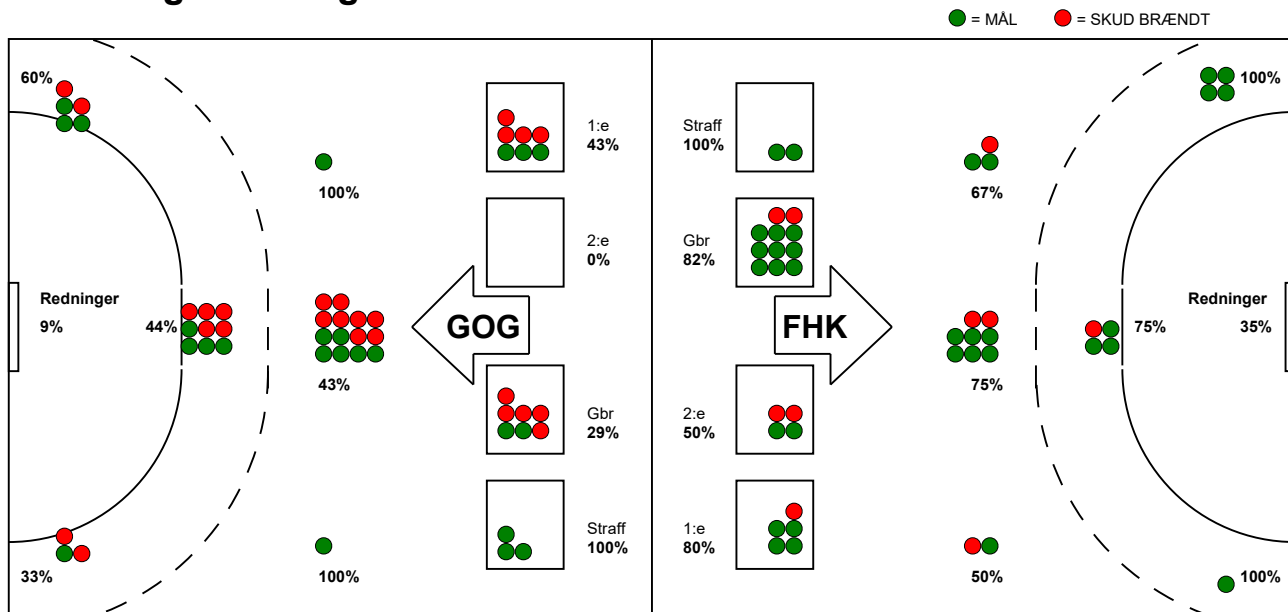 = MÅL = SKUD BRÆNDT
60%
100%
1:e
43%
Straff
100%
100%
67%
2:e
0%
Gbr
82%
Redninger
9%
44%
GOG
FHK
75%
Redninger
35%
43%
75%
Gbr
29%
2:e
50%
Straff
100%
1:e
80%
33%
100%
50%
100%